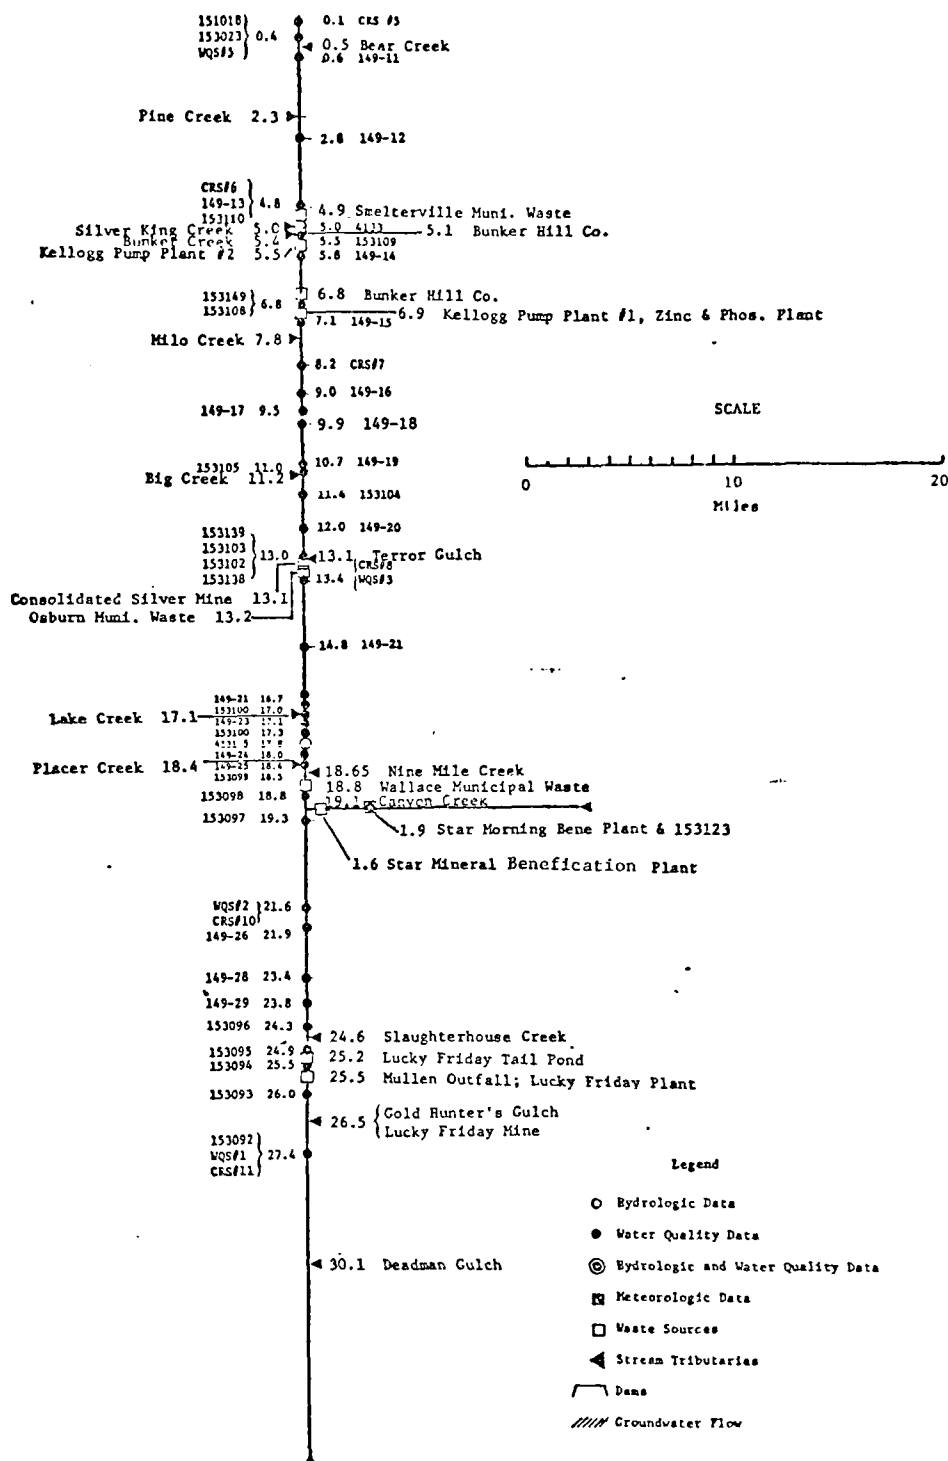 151018
153023 0.4
WQS#5
0.1 CRS #5
0.5 Bear Creek
0.6 149-11
Pine Creek 2.3
2.8 149-12
CRS#6
149-13 4.8
153110
4.9 Smelterville Muni. Waste
Silver King Creek 5.0
5.0
5.1 Bunker Hill Co.
Bunker Creek 5.4
5.5 153109
Kellogg Pump Plant #2 5.5
5.8 149-14
153149
153108 6.8
6.8 Bunker Hill Co.
6.9 Kellogg Pump Plant #1, Zinc & Phos. Plant
7.1 149-15
Milo Creek 7.8
8.2 CRS#7
9.0 149-16
149-17 9.5
9.9 149-18
SCALE
0 10 20
Miles
10.7 149-19
153105 11.0
Big Creek 11.2
11.4 153104
12.0 149-20
153139
153103
153102
153138
13.0
13.1 Terror Gulch
13.4
CRS#8
WQS#3
Consolidated Silver Mine 13.1
Osburn Muni. Waste 13.2
14.8 149-21
149-21 16.7
153100 17.0
Lake Creek 17.1
149-23 17.1
153100 17.3
149-24 18.0
Placer Creek 18.4
149-25 18.4
153099 18.5
18.65 Nine Mile Creek
18.8 Wallace Municipal Waste
153098 18.8
19.1 Canyon Creek
153097 19.3
1.9 Star Morning Bene Plant & 153123
1.6 Star Mineral Benefication Plant
WQS#2
CRS#10
21.6
149-26 21.9
149-28 23.4
149-29 23.8
153096 24.3
24.6 Slaughterhouse Creek
153095 24.9
25.2 Lucky Friday Tail Pond
153094 25.5
25.5 Mullen Outfall; Lucky Friday Plant
153093 26.0
26.5
Gold Hunter's Gulch
Lucky Friday Mine
153092
WQS#1 27.4
CRS#11
30.1 Deadman Gulch
Legend
Hydrologic Data
Water Quality Data
Hydrologic and Water Quality Data
Meteorologic Data
Waste Sources
Stream Tributaries
Dams
Groundwater Flow